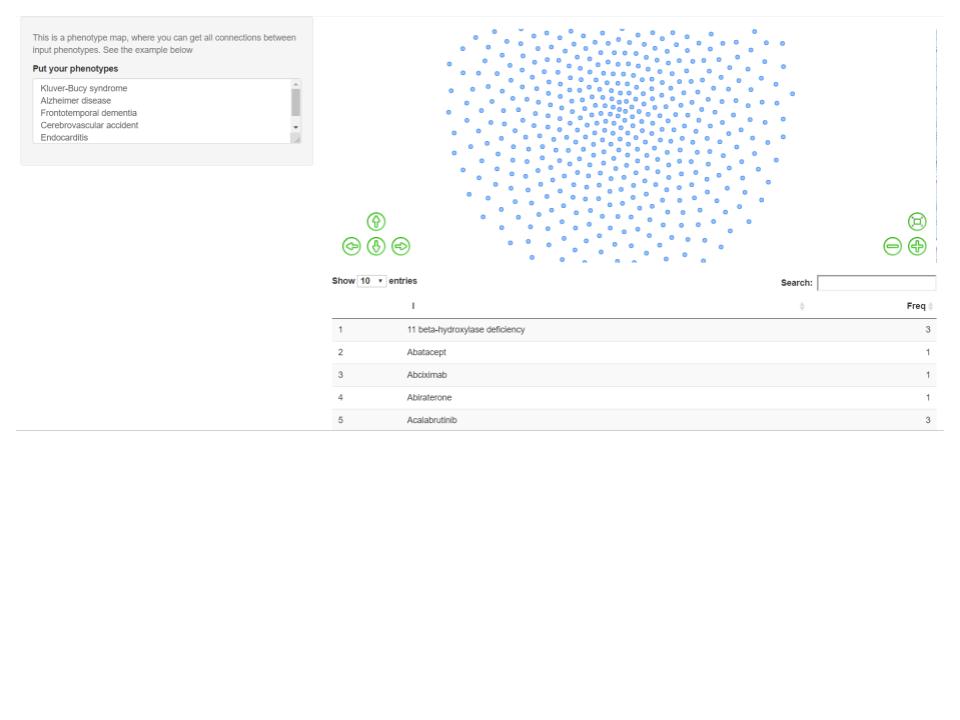 This is a phenotype map, where you can get all connections between
input phenotypes. See the example below
Put your phenotypes
Kluver-Bucy syndrome
Alzheimer disease
Frontotemporal dementia
Cerebrovascular accident
Endocarditis
Show 10 entries
Search:
I Freq
1 11 beta-hydroxylase deficiency 3
2 Abatacept 1
3 Abciximab 1
4 Abiraterone 1
5 Acalabrutinib 3